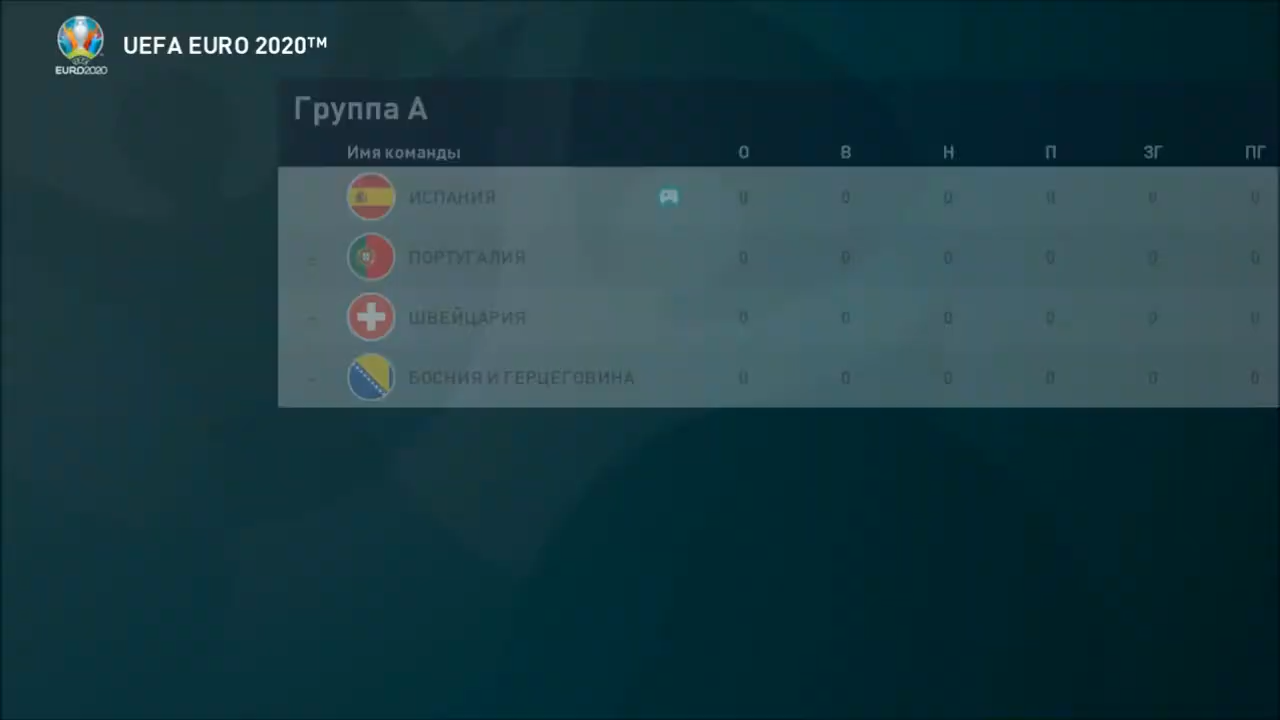 UEFA EURO 2020™
EURO2020
Группа А
Имя команды О В Н П ЗГ ПГ
ИСПАНИЯ 0 0 0 0 0 0
= ПОРТУГАЛИЯ 0 0 0 0 0 0
= ШВЕЙЦАРИЯ 0 0 0 0 0 0
= БОСНИЯ И ГЕРЦЕГОВИНА 0 0 0 0 0 0